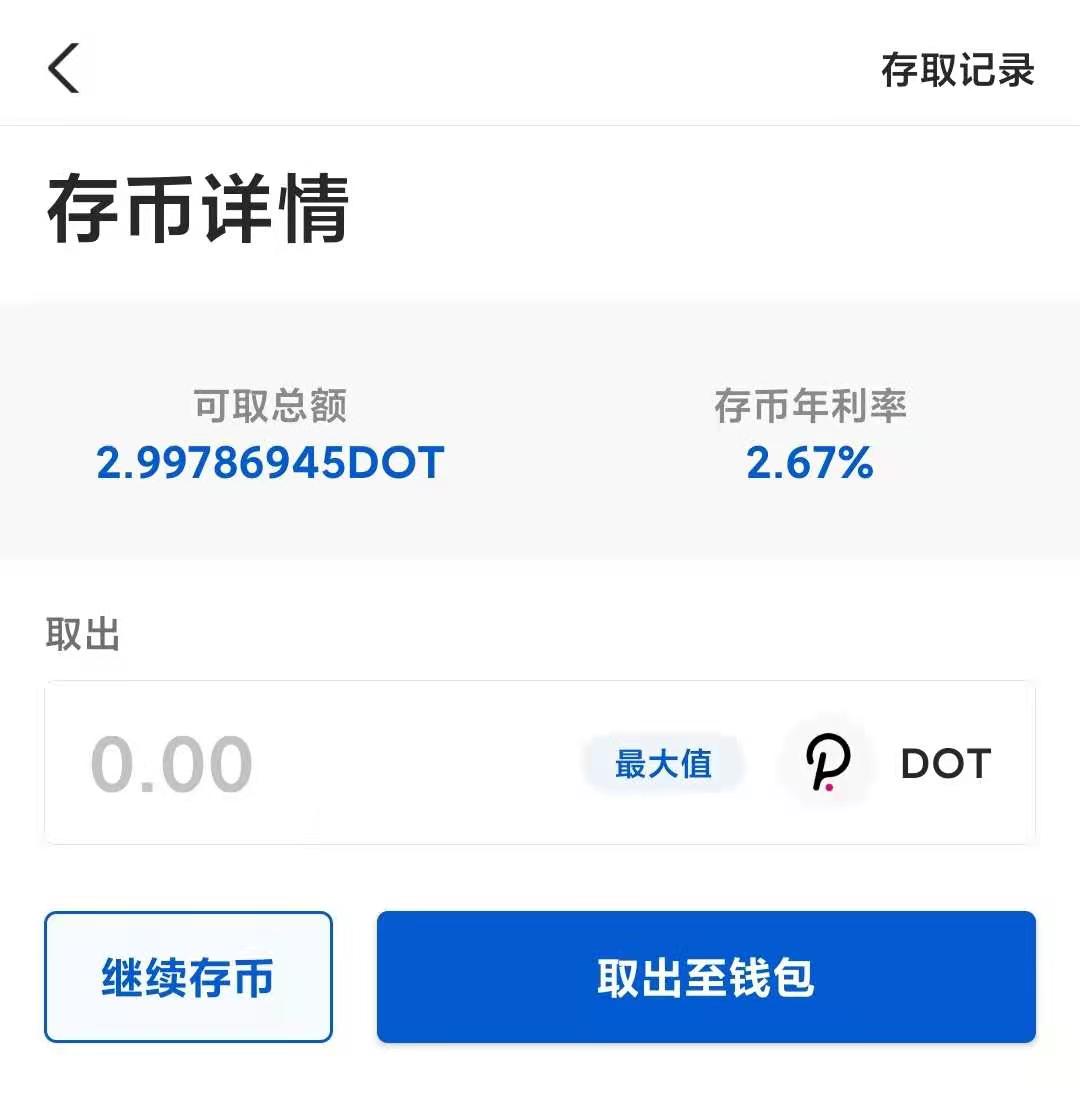 存取记录
存币详情
可取总额
存币年利率
2.99786945DOT
2.67%
取出
0.00
最大值
DOT
继续存币
取出至钱包